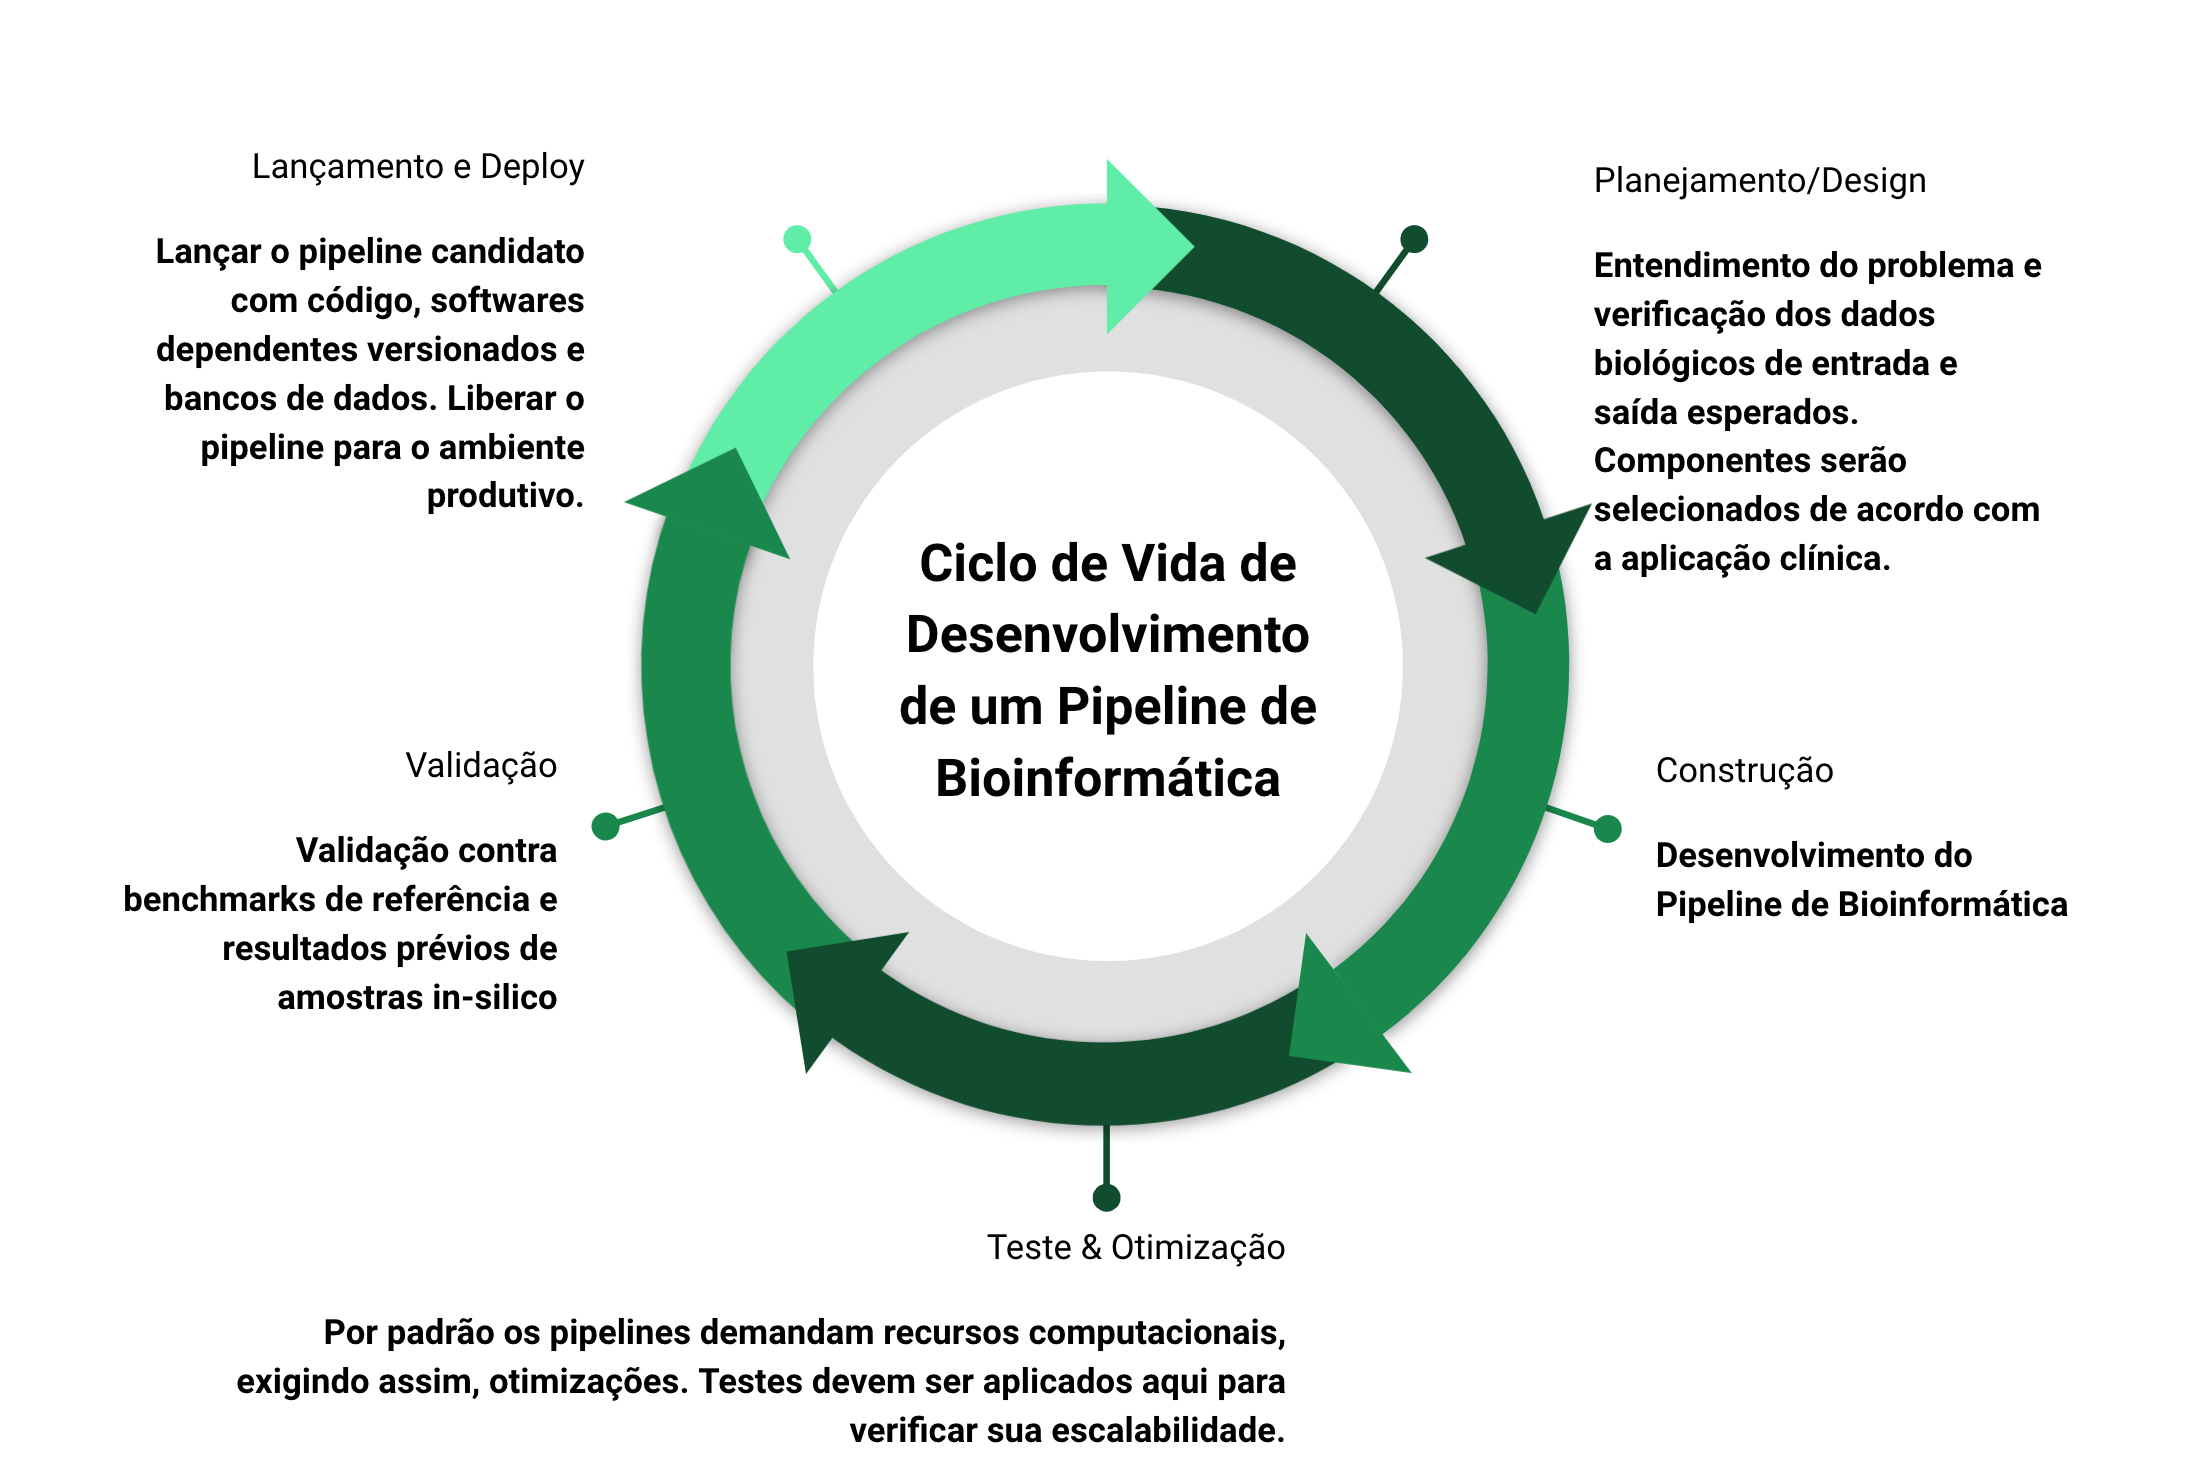 Lançamento e Deploy
Lançar o pipeline candidato
com código, softwares
dependentes versionados e
bancos de dados. Liberar o
pipeline para o ambiente
produtivo.
Planejamento/Design
Entendimento do problema e
verificação dos dados
biológicos de entrada e
saída esperados.
Componentes serão
selecionados de acordo com
a aplicação clínica.
Ciclo de Vida de
Desenvolvimento
de um Pipeline de
Bioinformática
Validação
Validação contra
benchmarks de referência e
resultados prévios de
amostras in-silico
Construção
Desenvolvimento do
Pipeline de Bioinformática
Teste & Otimização
Por padrão os pipelines demandam recursos computacionais,
exigindo assim, otimizações. Testes devem ser aplicados aqui para
verificar sua escalabilidade.